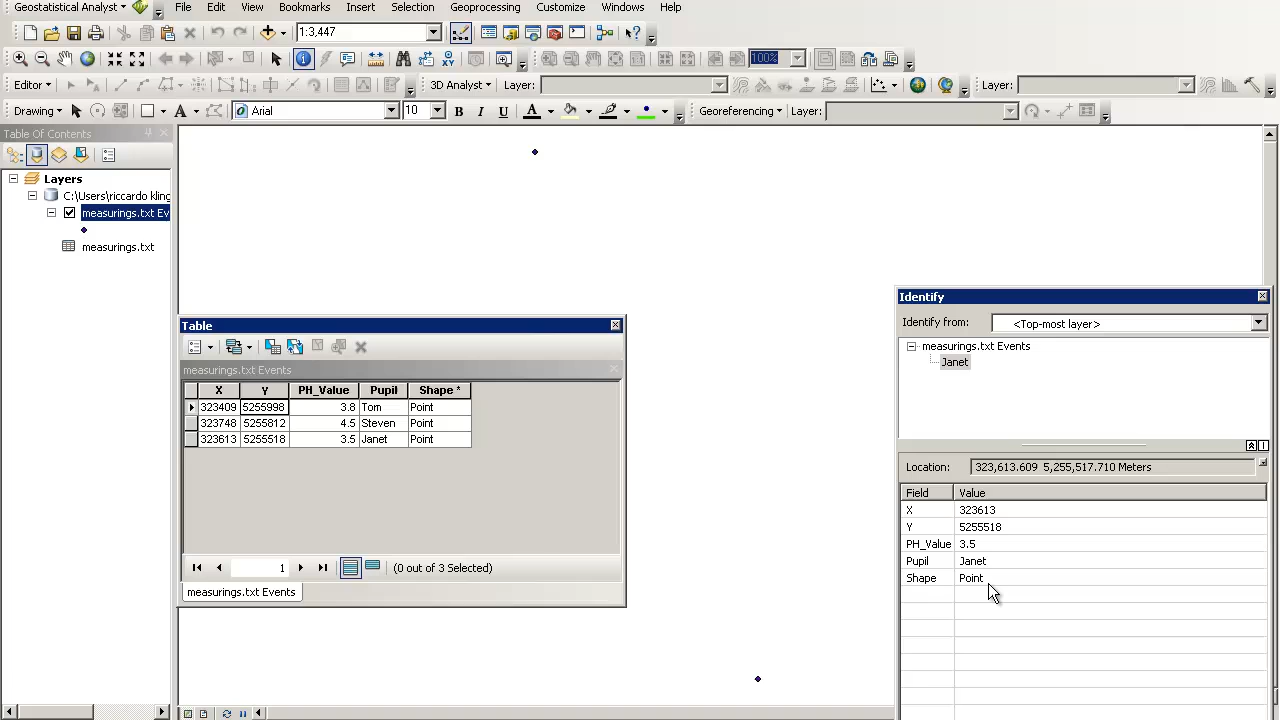 Geostatistical Analyst File Edit View Bookmarks Insert Selection Geoprocessing Customize Windows Help
1:3,447
100%
Editor 3D Analyst Layer: Layer:
Drawing A Arial 10 B I U A Georeferencing Layer:
Table Of Contents
Layers
C:\Users\riccardo kling
measurings.txt Ev
measurings.txt
Table
measurings.txt Events
X Y PH_Value Pupil Shape *
323409 5255998 3.8 Tom Point
323748 5255812 4.5 Steven Point
323613 5255518 3.5 Janet Point
1 (0 out of 3 Selected)
measurings.txt Events
Identify
Identify from: <Top-most layer>
measurings.txt Events
Janet
Location: 323,613.609 5,255,517.710 Meters
Field Value
X 323613
Y 5255518
PH_Value 3.5
Pupil Janet
Shape Point